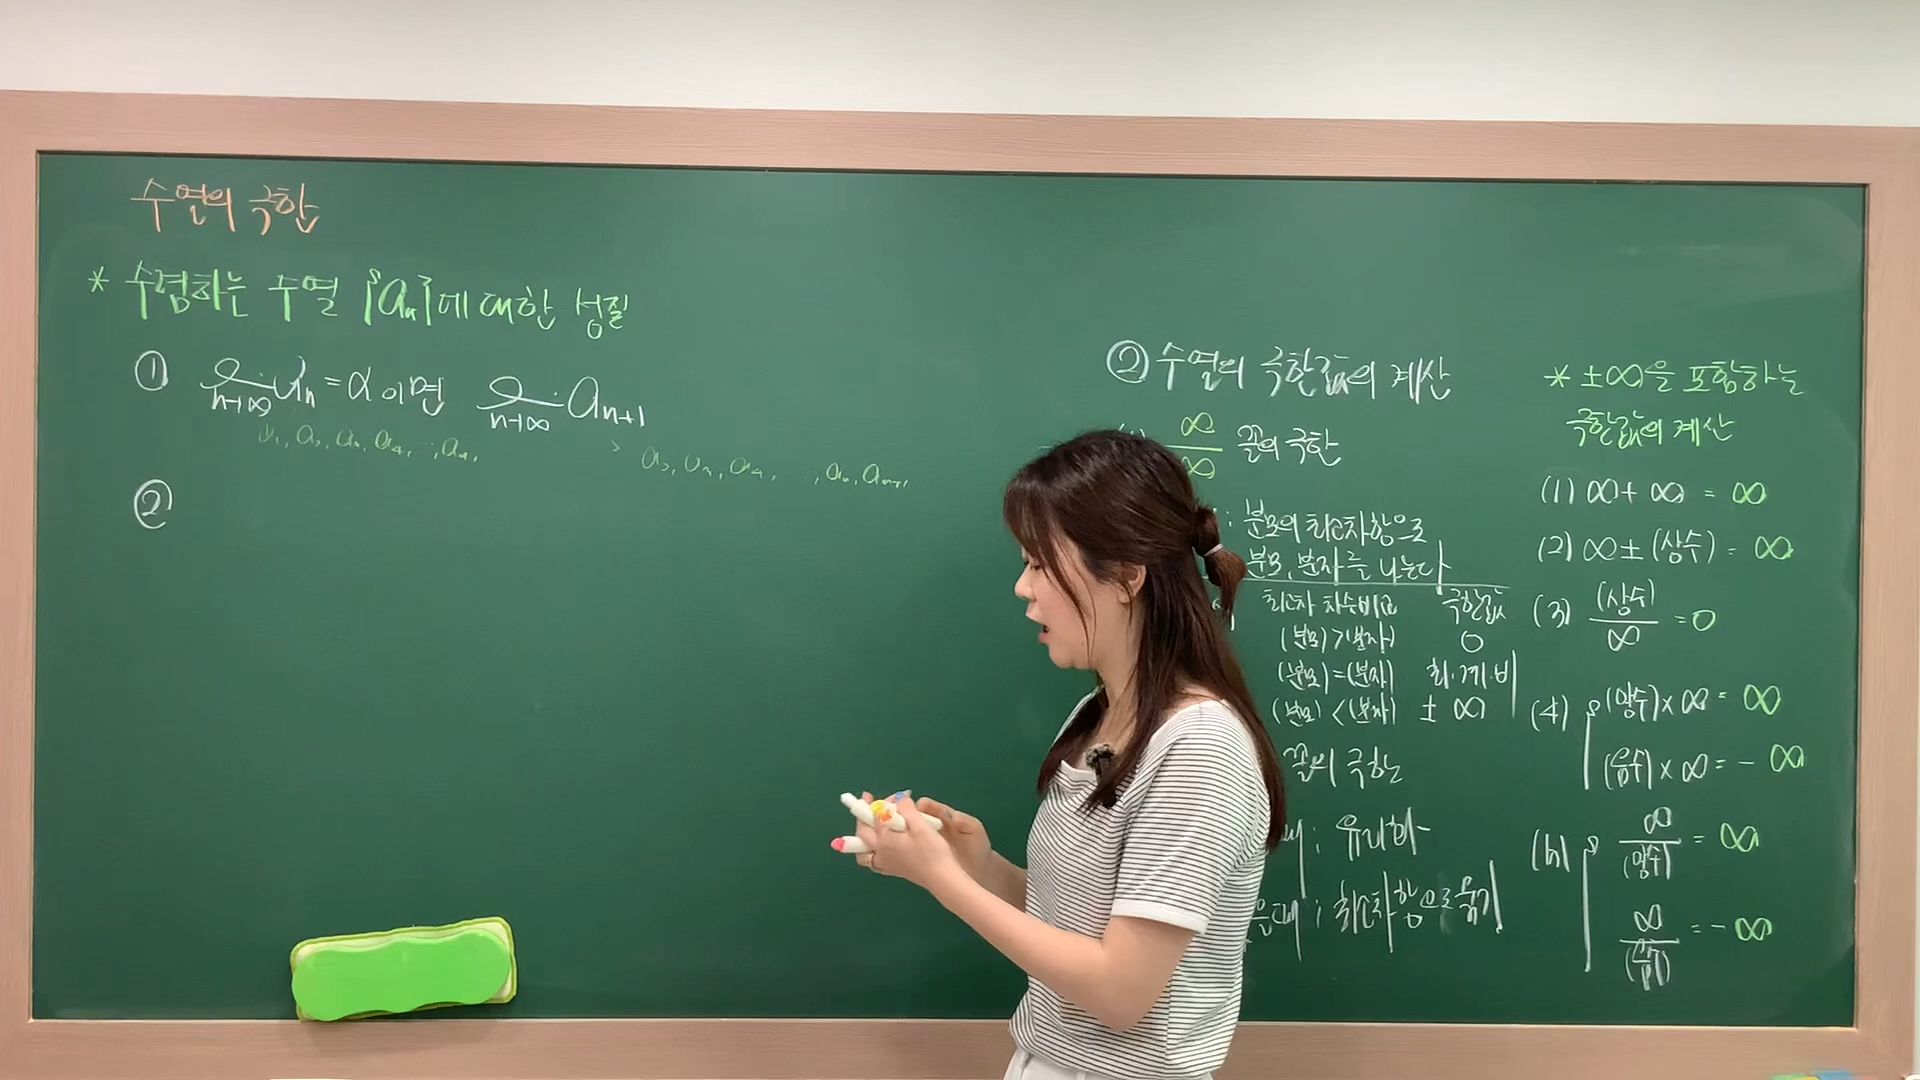 수열의 극한
* 수렴하는 수열 {aₙ}에 대한 성질
① lim n→∞ aₙ = α 이면 lim n→∞ aₙ₊₁
a₁, a₂, a₃, a₄, …, aₙ,
a₂, a₃, a₄, …, aₙ, aₙ₊₁
②
② 수열의 극한값의 계산
∞/∞ 꼴의 극한
: 분모의 최고차항으로
분모, 분자를 나눈다
최고차 차수비교 극한값
(분모) > (분자) 0
(분모) = (분자) 최.계.비
(분모) < (분자) ± ∞
꼴의 극한
: 유리화
: 최고차항으로 묶기
* ±∞을 포함하는
극한값의 계산
(1) ∞ + ∞ = ∞
(2) ∞ ± (상수) = ∞
(3) (상수)/∞ = 0
(4) (양수) × ∞ = ∞
(음수) × ∞ = - ∞
(5) ∞/(양수) = ∞
∞/(음수) = - ∞